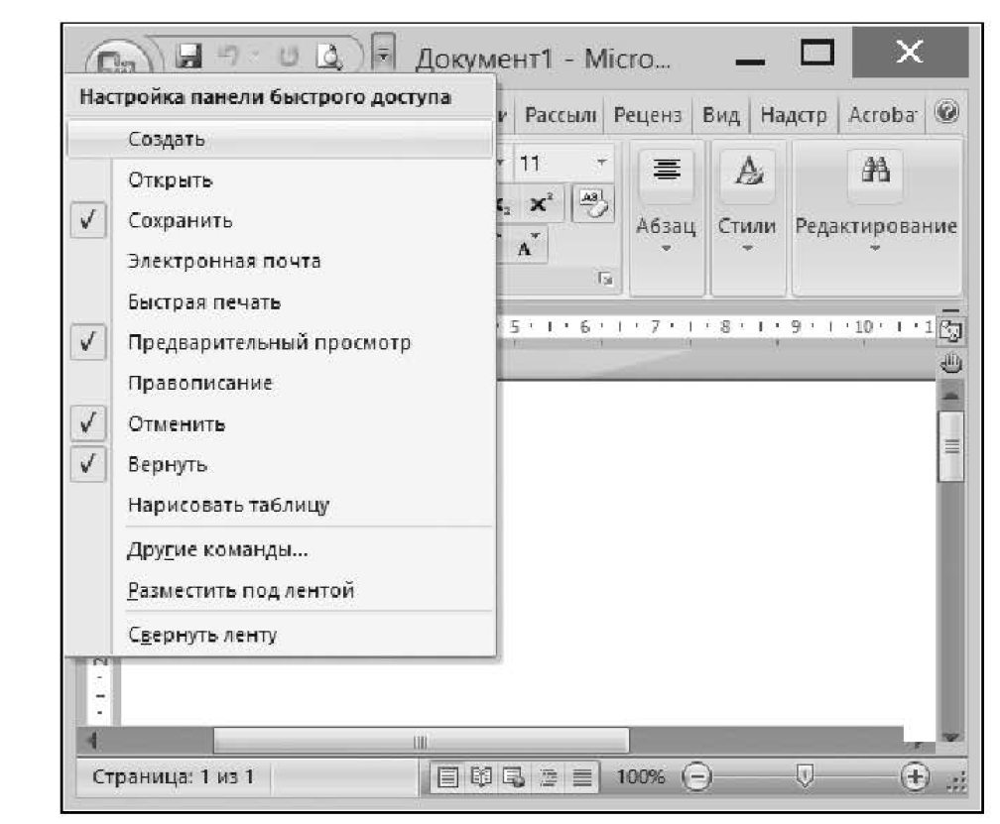 Документ1 - Micro...
Настройка панели быстрого доступа
Рассыл Реценз Вид Надстр Acroba
Создать
11
Открыть
Сохранить
Абзац Стили Редактирование
Электронная почта
Быстрая печать
5 6 7 8 9 10 1
Предварительный просмотр
Правописание
Отменить
Вернуть
Нарисовать таблицу
Другие команды...
Разместить под лентой
Свернуть ленту
2
Страница: 1 из 1 100%